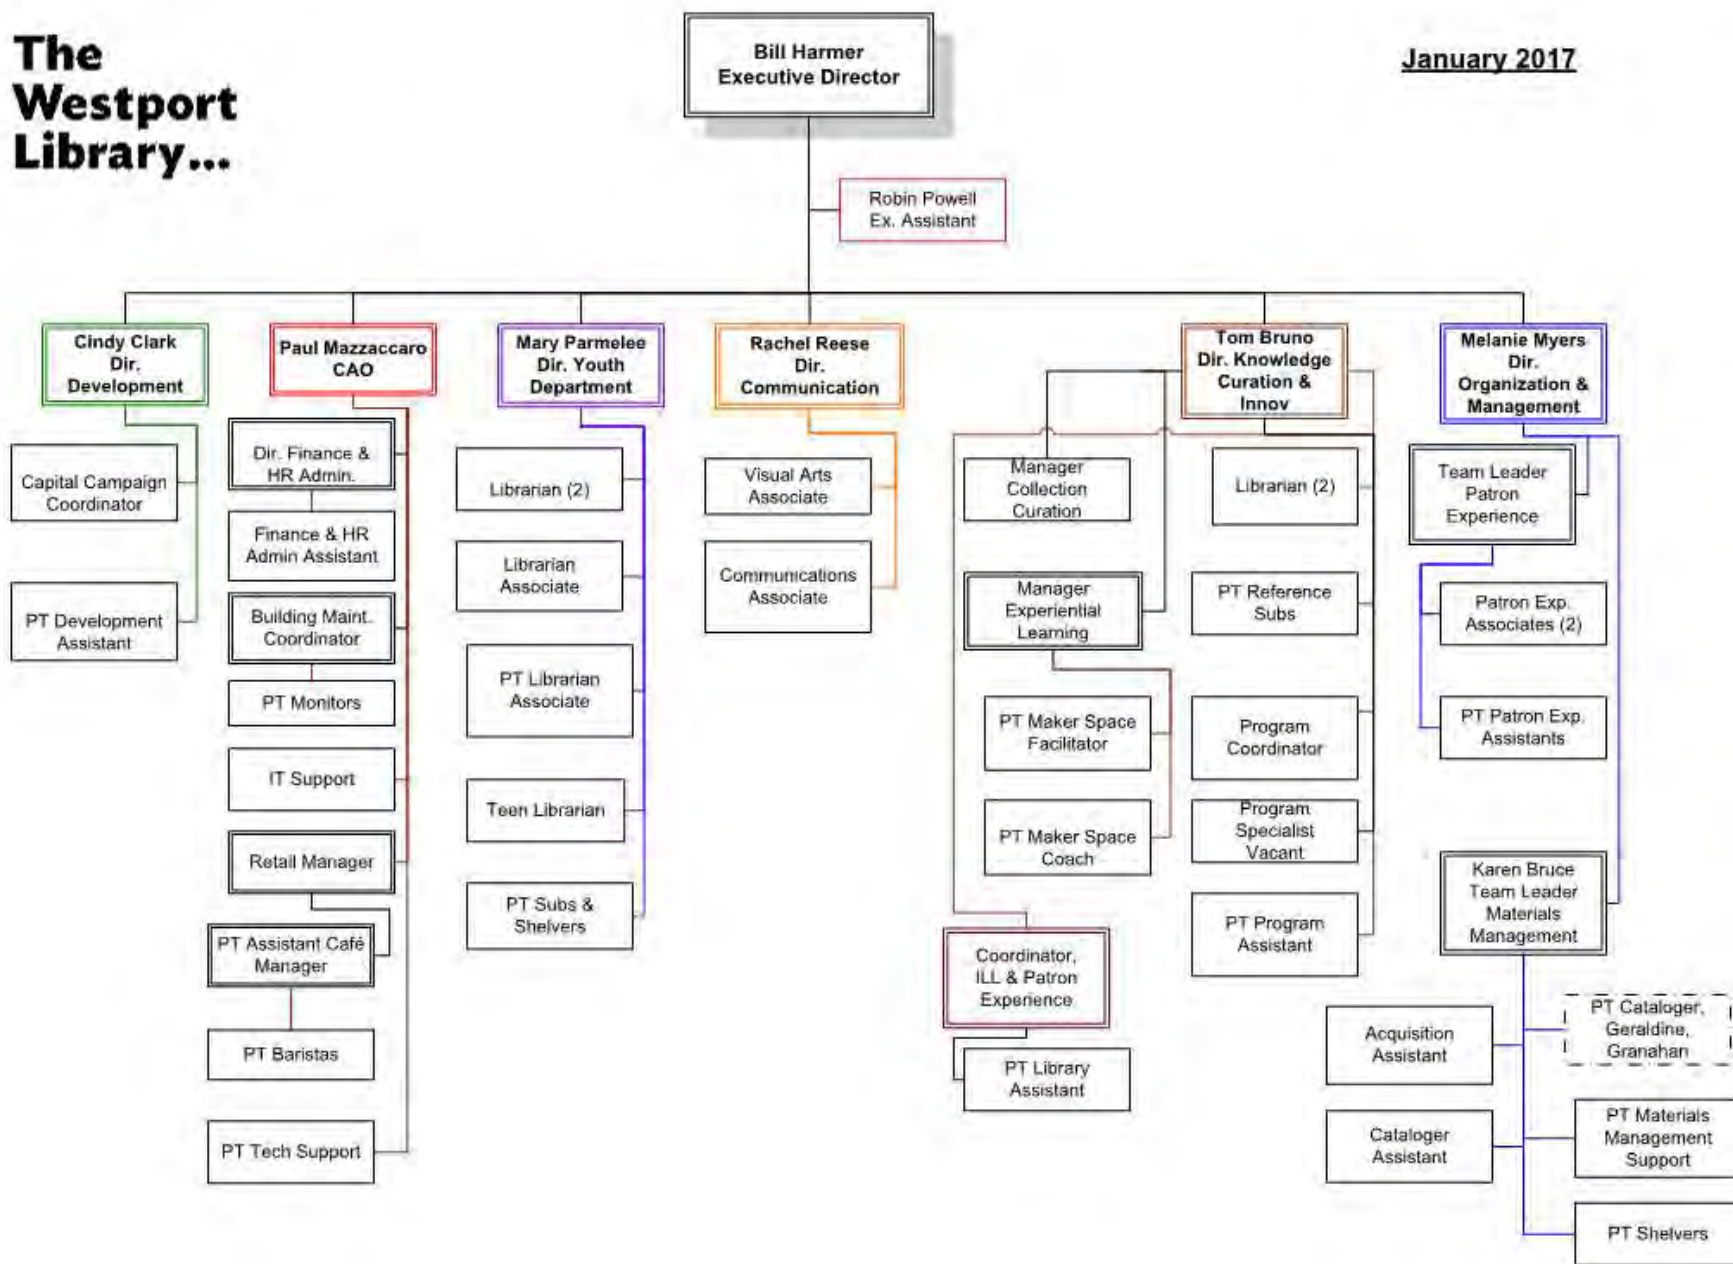 The
Westport
Library...
January 2017
Bill Harmer
Executive Director
Robin Powell
Ex. Assistant
Cindy Clark
Dir.
Development
Capital Campaign
Coordinator
PT Development
Assistant
Paul Mazzaccaro
CAO
Dir. Finance &
HR Admin.
Finance & HR
Admin Assistant
Building Maint.
Coordinator
PT Monitors
IT Support
Retail Manager
PT Assistant Café
Manager
PT Baristas
PT Tech Support
Mary Parmelee
Dir. Youth
Department
Librarian (2)
Librarian
Associate
PT Librarian
Associate
Teen Librarian
PT Subs &
Shelvers
Rachel Reese
Dir.
Communication
Visual Arts
Associate
Communications
Associate
Tom Bruno
Dir. Knowledge
Curation &
Innov
Manager
Collection
Curation
Manager
Experiential
Learning
PT Maker Space
Facilitator
PT Maker Space
Coach
Coordinator,
ILL & Patron
Experience
PT Library
Assistant
Librarian (2)
PT Reference
Subs
Program
Coordinator
Program
Specialist
Vacant
PT Program
Assistant
Melanie Myers
Dir.
Organization &
Management
Team Leader
Patron
Experience
Patron Exp.
Associates (2)
PT Patron Exp.
Assistants
Karen Bruce
Team Leader
Materials
Management
Acquisition
Assistant
Cataloger
Assistant
PT Cataloger,
Geraldine,
Granahan
PT Materials
Management
Support
PT Shelvers